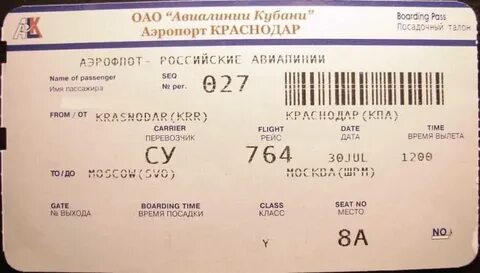 АК
ОАО "Авиалинии Кубани"
Аэропорт КРАСНОДАР
Boarding Pass
Посадочный талон
АЭРОФЛОТ- РОССИЙСКИЕ АВИАЛИНИИ
Name of passenger SEQ 027
Имя пассажира № per.
FROM/ОТ KRASNODAR(KRR) КРАСНОДАР(КПА)
CARRIER FLIGHT DATE DEPARTURE TIME
ПЕРЕВОЗЧИК РЕЙС ДАТА ВРЕМЯ ВЫЛЕТА
СУ 764 30JUL 1200
TO/ДО MOSCOW(SVO) МОСКВА(ШРМ)
GATE BOARDING TIME CLASS SEAT NO
№ ВЫХОДА ВРЕМЯ ПОСАДКИ КЛАСС МЕСТО
Y 8A NO